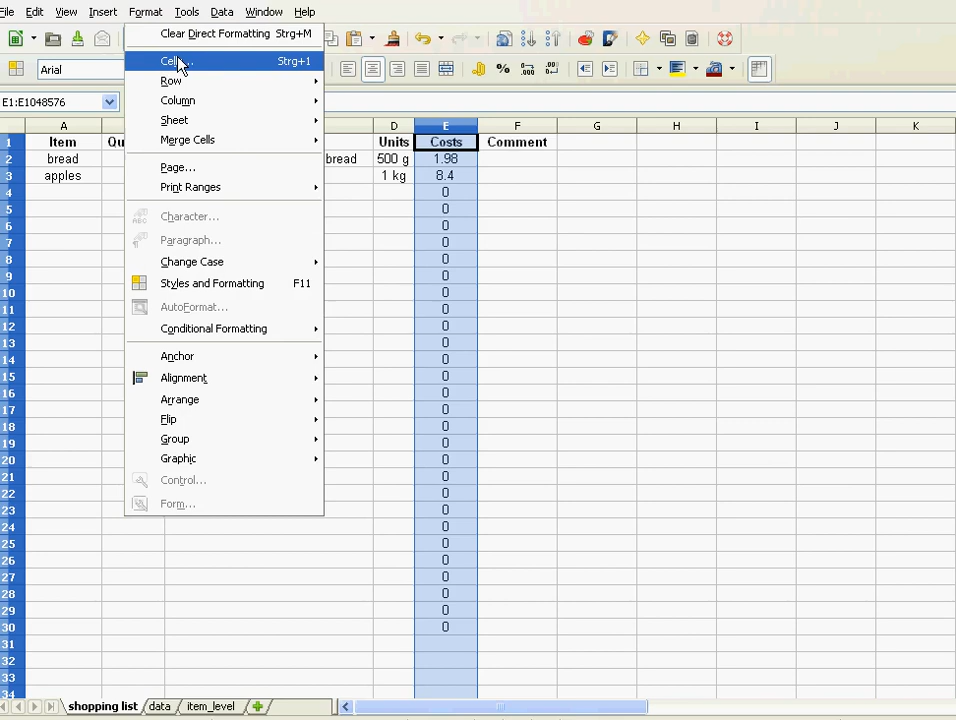 File Edit View Insert Format Tools Data Window Help
Clear Direct Formatting Strg+M
Arial
Strg+1
Row
E1:E1048576
Column
Sheet
Merge Cells
Page...
Print Ranges
Character...
Paragraph...
Change Case
Styles and Formatting F11
AutoFormat...
Conditional Formatting
Anchor
Alignment
Arrange
Flip
Group
Graphic
Control...
Form...
A D E F G H I J K
1 Item Units Costs Comment
2 bread bread 500 g 1.98
3 apples 1 kg 8.4
4 0
5 0
6 0
7 0
8 0
9 0
10 0
11 0
12 0
13 0
14 0
15 0
16 0
17 0
18 0
19 0
20 0
21 0
22 0
23 0
24 0
25 0
26 0
27 0
28 0
29 0
30 0
31
32
33
34
shopping list data item_level